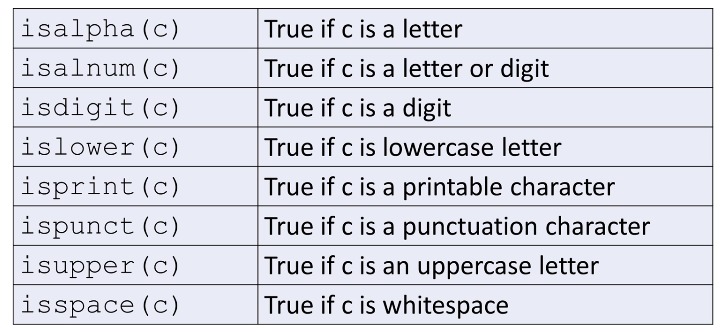 isalpha(c) True if c is a letter
isalnum(c) True if c is a letter or digit
isdigit(c) True if c is a digit
islower(c) True if c is lowercase letter
isprint(c) True if c is a printable character
ispunct(c) True if c is a punctuation character
isupper(c) True if c is an uppercase letter
isspace(c) True if c is whitespace